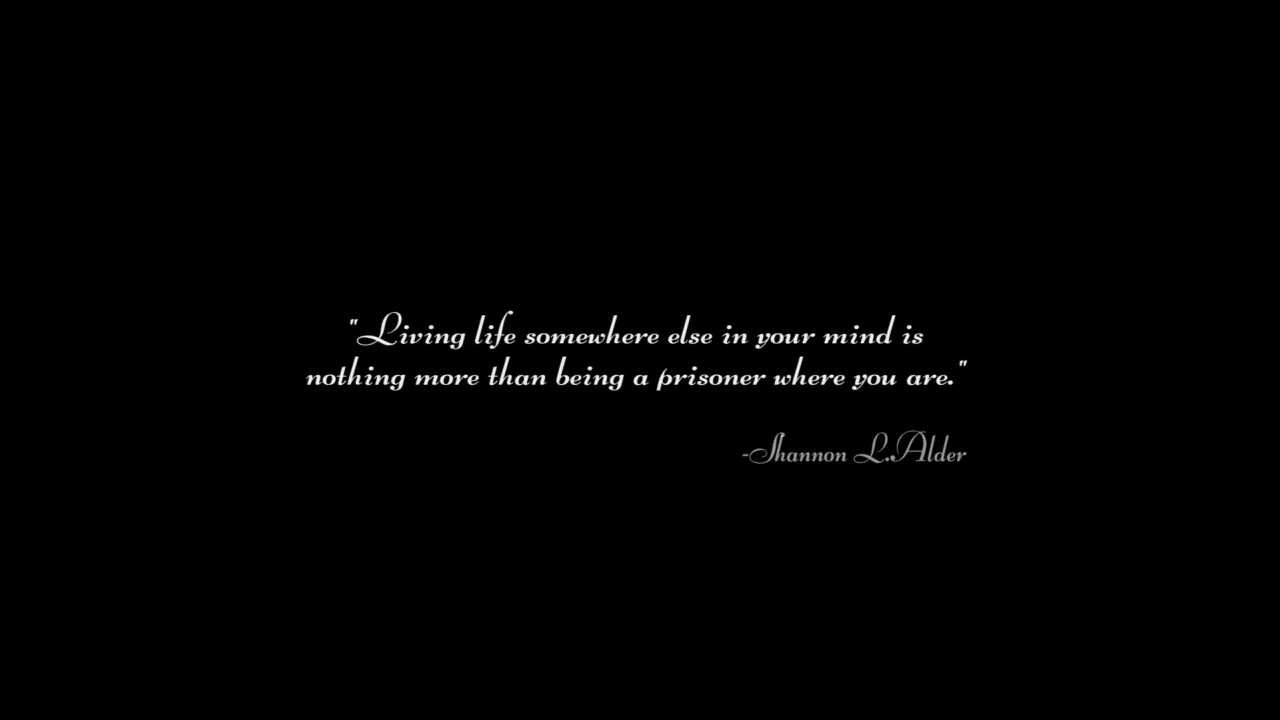 "Living life somewhere else in your mind is
nothing more than being a prisoner where you are."
-Shannon L.Alder